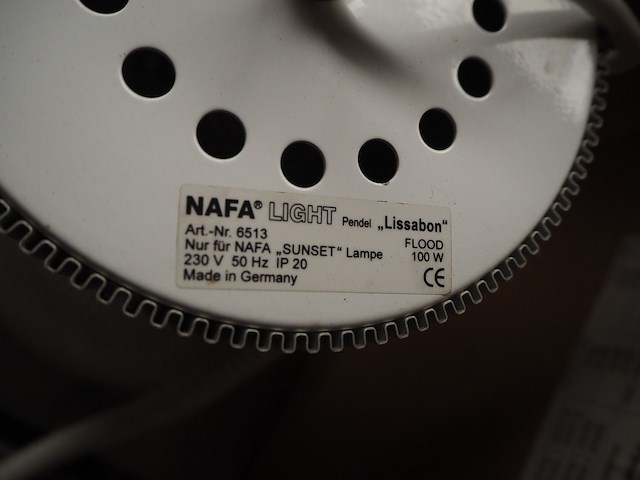 NAFA® LIGHT Pendel „Lissabon“
Art.-Nr. 6513 FLOOD
Nur für NAFA „SUNSET“ Lampe 100 W
230 V 50 Hz IP 20
Made in Germany CE